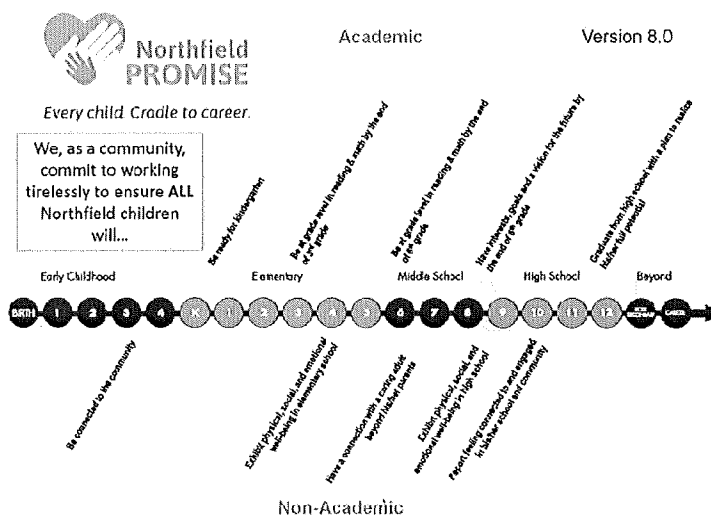 Northfield
PROMISE
Academic
Version 8.0
Every child. Cradle to career.
We, as a community,
commit to working
tirelessly to ensure ALL
Northfield children
will...
Be ready for kindergarten
Be at grade level in reading & math by the end
of 3rd grade
Be at grade level in reading & math by the end
of 6th grade
Have interests, goals and a vision for the future by
the end of grade
Graduate from high school with a plan to realize
his/her full potential
Early Childhood
Elementary
Middle School
High School
Beyond
BIRTH 1 2 3 4 K 1 2 3 4 5 6 7 8 9 10 11 12 CAREER
Be connected to the community
Exhibit physical, social, and emotional
well-being in elementary school
Have a connection with a caring adult
beyond his/her parents
Exhibit physical, social, and
emotional well-being in high school
Report feeling connected to and engaged
in his/her school and community
Non-Academic